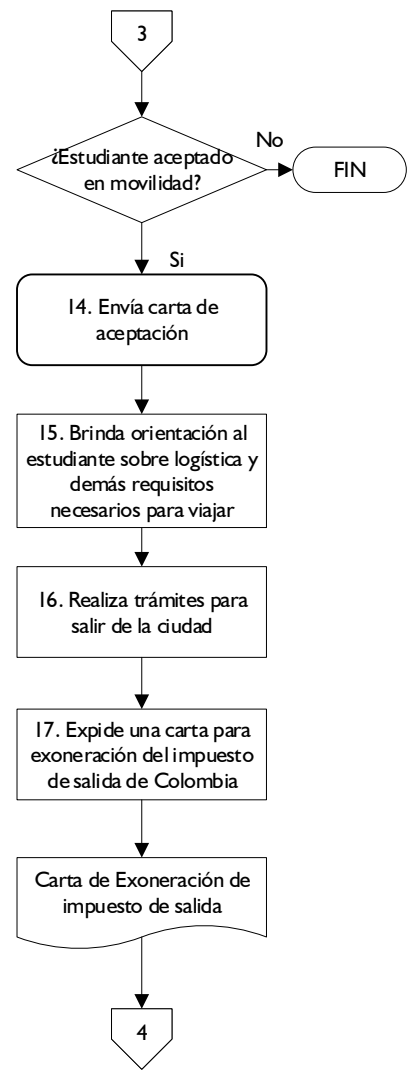 3
¿Estudiante aceptado
en movilidad?
No
FIN
Si
14. Envía carta de
aceptación
15. Brinda orientación al
estudiante sobre logística y
demás requisitos
necesarios para viajar
16. Realiza trámites para
salir de la ciudad
17. Expide una carta para
exoneración del impuesto
de salida de Colombia
Carta de Exoneración de
impuesto de salida
4